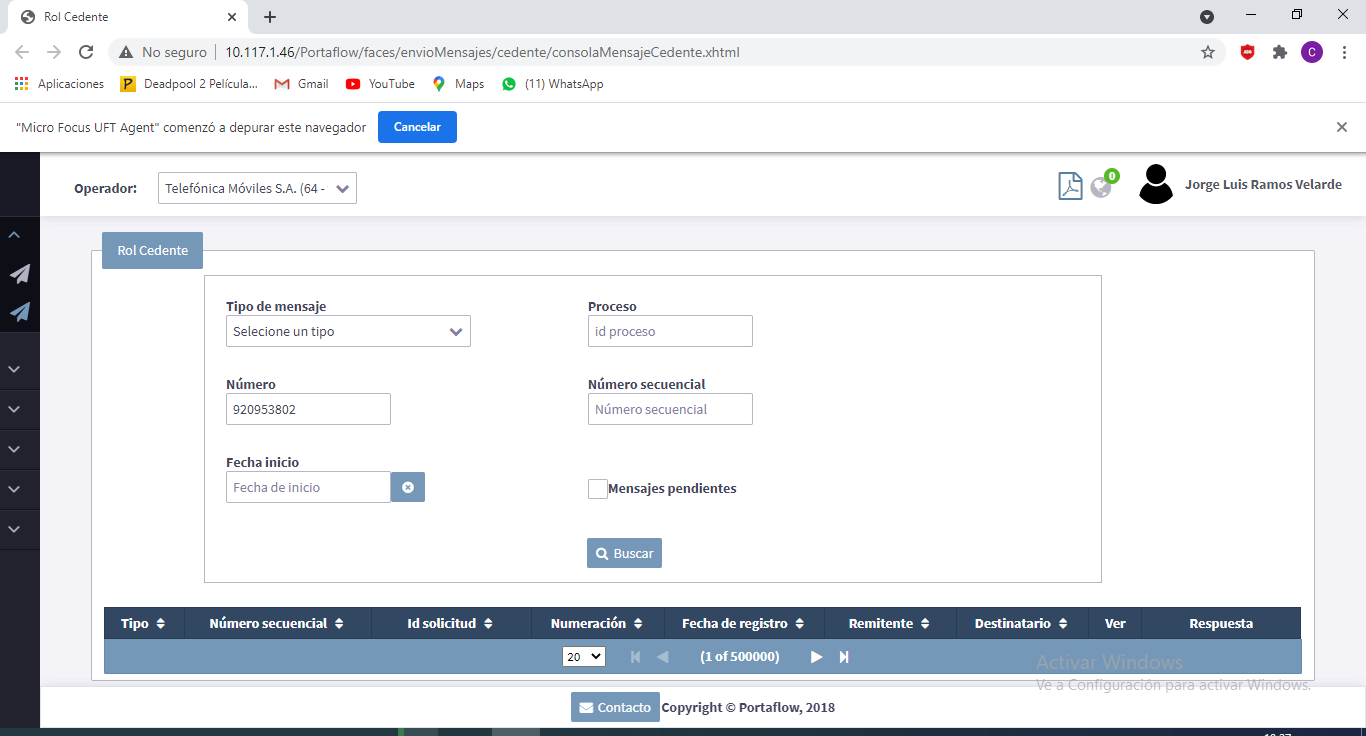 Rol Cedente
No seguro | 10.117.1.46/Portaflow/faces/envioMensajes/cedente/consolaMensajeCedente.xhtml
C
Aplicaciones P Deadpool 2 Película... Gmail YouTube Maps (11) WhatsApp
"Micro Focus UFT Agent" comenzó a depurar este navegador Cancelar
Operador: Telefónica Móviles S.A. (64 - 0 Jorge Luis Ramos Velarde
Rol Cedente
Tipo de mensaje Proceso
Selecione un tipo id proceso
Número Número secuencial
920953802 Número secuencial
Fecha inicio
Fecha de inicio Mensajes pendientes
Buscar
Tipo Número secuencial Id solicitud Numeración Fecha de registro Remitente Destinatario Ver Respuesta
20 (1 of 500000)
Activar Windows
Ve a Configuración para activar Windows.
Contacto Copyright © Portaflow, 2018